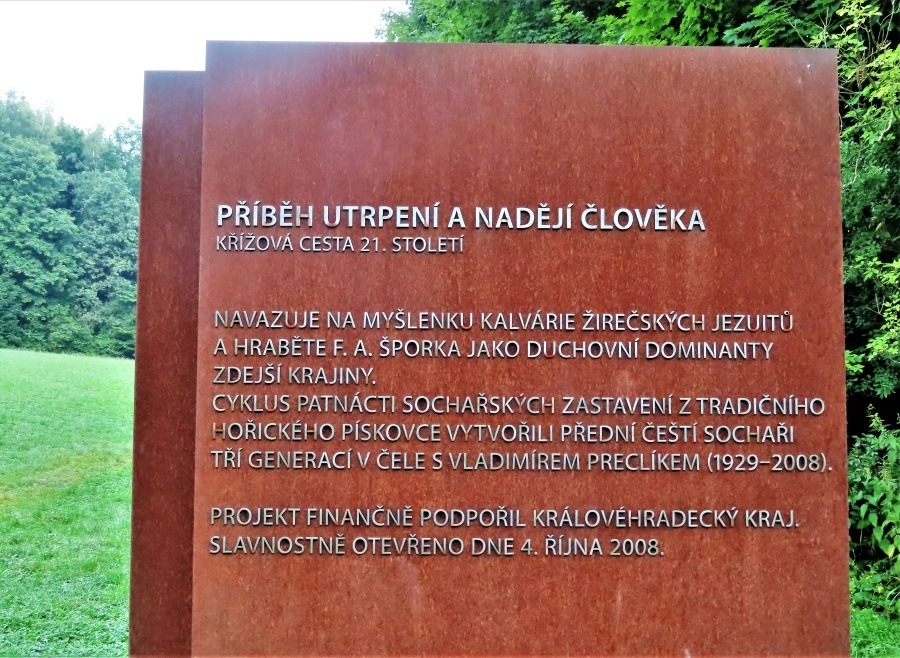 PŘÍBĚH UTRPENÍ A NADĚJÍ ČLOVĚKA
KŘÍŽOVÁ CESTA 21. STOLETÍ
NAVAZUJE NA MYŠLENKU KALVÁRIE ŽIREČSKÝCH JEZUITŮ
A HRABĚTE F. A. ŠPORKA JAKO DUCHOVNÍ DOMINANTY
ZDEJŠÍ KRAJINY.
CYKLUS PATNÁCTI SOCHAŘSKÝCH ZASTAVENÍ Z TRADIČNÍHO
HOŘICKÉHO PÍSKOVCE VYTVOŘILI PŘEDNÍ ČEŠTÍ SOCHAŘI
TŘÍ GENERACÍ V ČELE S VLADIMÍREM PRECLÍKEM (1929–2008).
PROJEKT FINANČNĚ PODPOŘIL KRÁLOVÉHRADECKÝ KRAJ.
SLAVNOSTNĚ OTEVŘENO DNE 4. ŘÍJNA 2008.